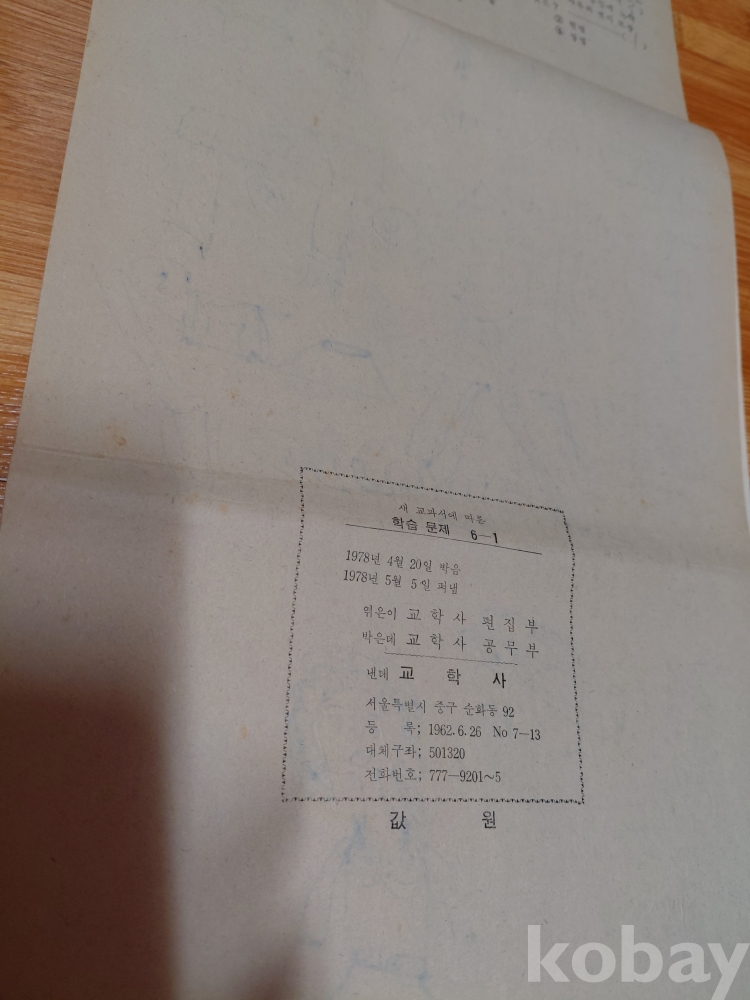 새 교과서에 따른
학습 문제 6—1
1978년 4월 20일 박음
1978년 5월 5일 펴냄
엮은이 교 학 사 편 집 부
박은데 교 학 사 공 무 부
낸데 교 학 사
서울특별시 중구 순화동 92
등 록; 1962.6.26 No 7—13
대체구좌; 501320
전화번호; 777—9201~5
값 원
kobay